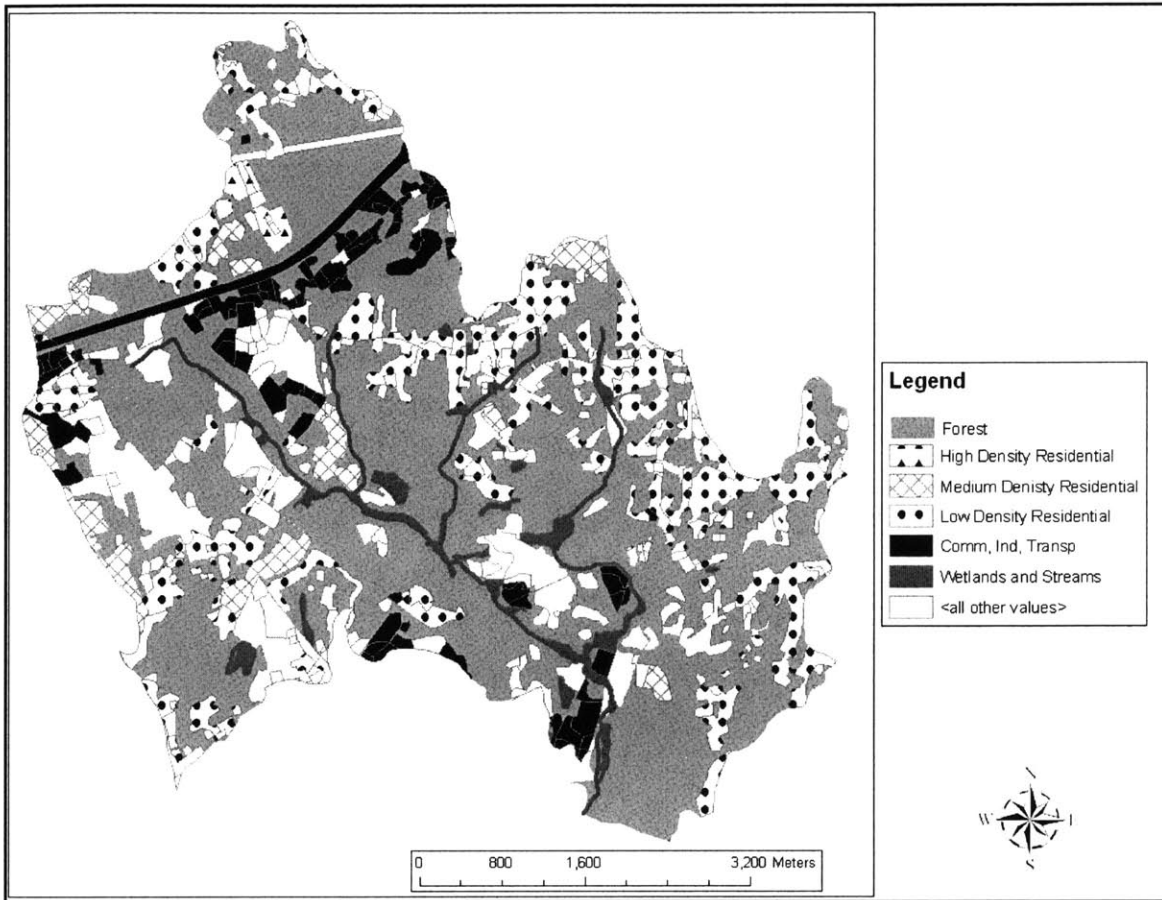 Legend
Forest
High Density Residential
Medium Denisty Residential
Low Density Residential
Comm, Ind, Transp
Wetlands and Streams
<all other values>
N
W
S
0 800 1,600 3,200 Meters